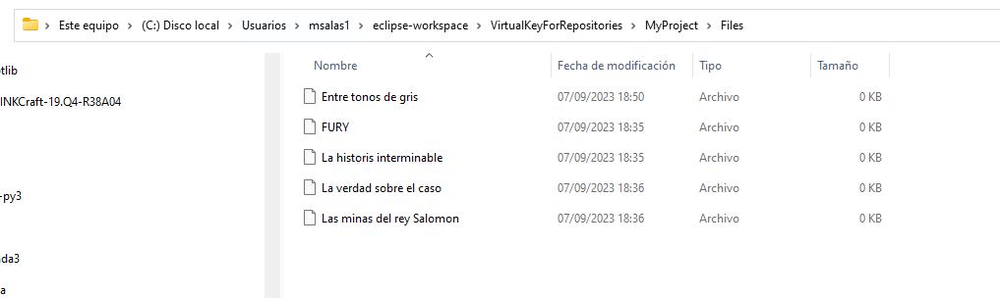 Este equipo > (C:) Disco local > Usuarios > msalas1 > eclipse-workspace > VirtualKeyForRepositories > MyProject > Files
Nombre Fecha de modificación Tipo Tamaño
Entre tonos de gris 07/09/2023 18:50 Archivo 0 KB
FURY 07/09/2023 18:35 Archivo 0 KB
La historis interminable 07/09/2023 18:35 Archivo 0 KB
La verdad sobre el caso 07/09/2023 18:36 Archivo 0 KB
Las minas del rey Salomon 07/09/2023 18:36 Archivo 0 KB
otlib
INKCraft-19.Q4-R38A04
-py3
da3
a